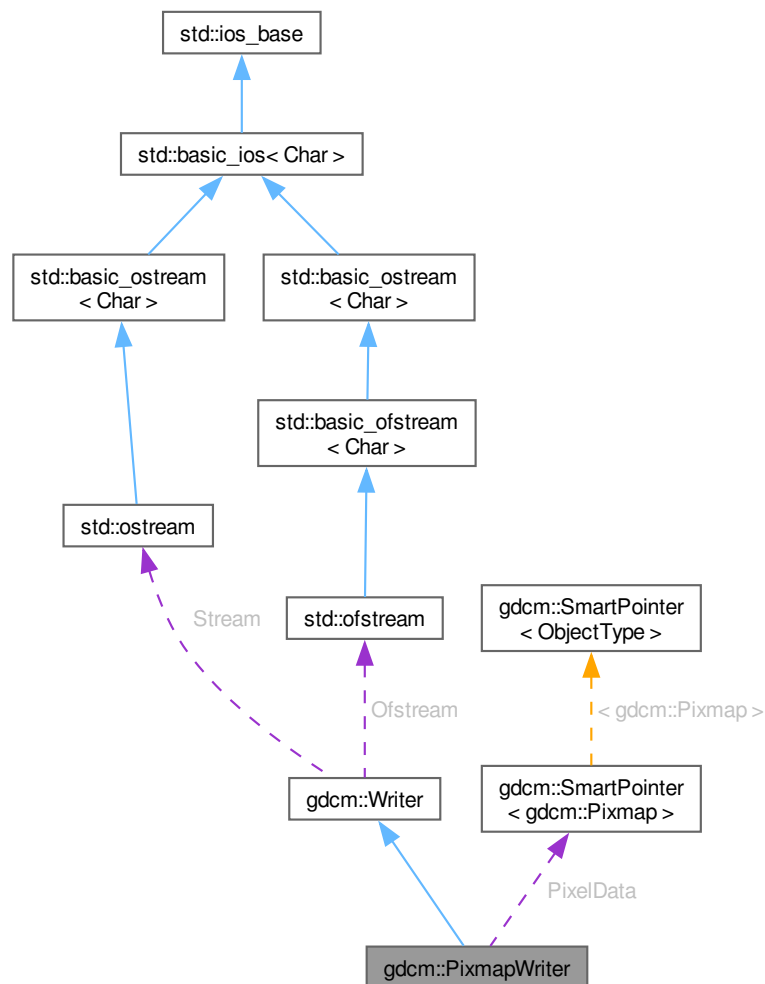 std::ios_base
std::basic_ios< Char >
std::basic_ostream
< Char >
std::basic_ostream
< Char >
std::basic_ofstream
< Char >
std::ostream
std::ofstream
gdcm::SmartPointer
< ObjectType >
Stream
Ofstream
< gdcm::Pixmap >
gdcm::Writer
gdcm::SmartPointer
< gdcm::Pixmap >
PixelData
gdcm::PixmapWriter